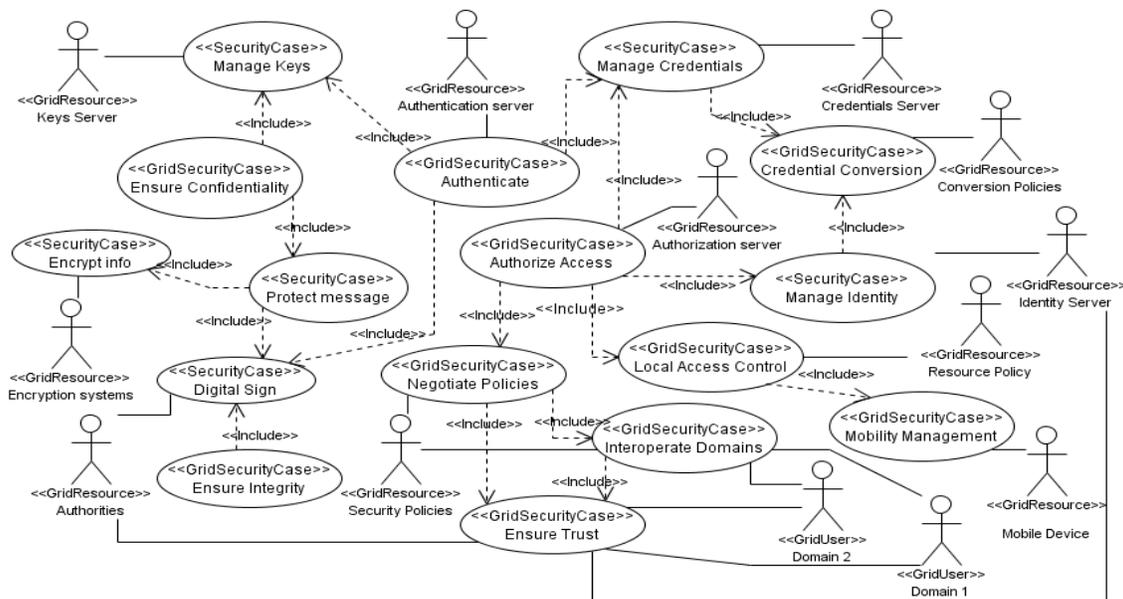 <<SecurityCase>>
Manage Keys
<<GridResource>>
Keys Server
<<GridResource>>
Authentication server
<<SecurityCase>>
Manage Credentials
<<GridResource>>
Credentials Server
<<Include>>
<<Include>>
<<Include>>
<<Include>>
<<GridSecurityCase>>
Ensure Confidentiality
<<GridSecurityCase>>
Authenticate
<<GridSecurityCase>>
Credential Conversion
<<GridResource>>
Conversion Policies
<<Include>>
<<Include>>
<<Include>>
<<SecurityCase>>
Encrypt info
<<Include>>
<<GridSecurityCase>>
Authorize Access
<<GridResource>>
Authorization server
<<SecurityCase>>
Protect message
<<Include>>
<<SecurityCase>>
Manage Identity
<<GridResource>>
Identity Server
<<Include>>
<<Include>>
<<Include>>
<<Include>>
<<GridResource>>
Encryption systems
<<SecurityCase>>
Digital Sign
<<GridSecurityCase>>
Negotiate Policies
<<GridSecurityCase>>
Local Access Control
<<GridResource>>
Resource Policy
<<Include>>
<<Include>>
<<Include>>
<<Include>>
<<GridSecurityCase>>
Interoperate Domains
<<GridSecurityCase>>
Mobility Management
<<GridSecurityCase>>
Ensure Integrity
<<GridResource>>
Authorities
<<GridResource>>
Security Policies
<<Include>>
<<GridSecurityCase>>
Ensure Trust
<<GridUser>>
Domain 2
<<GridResource>>
Mobile Device
<<GridUser>>
Domain 1